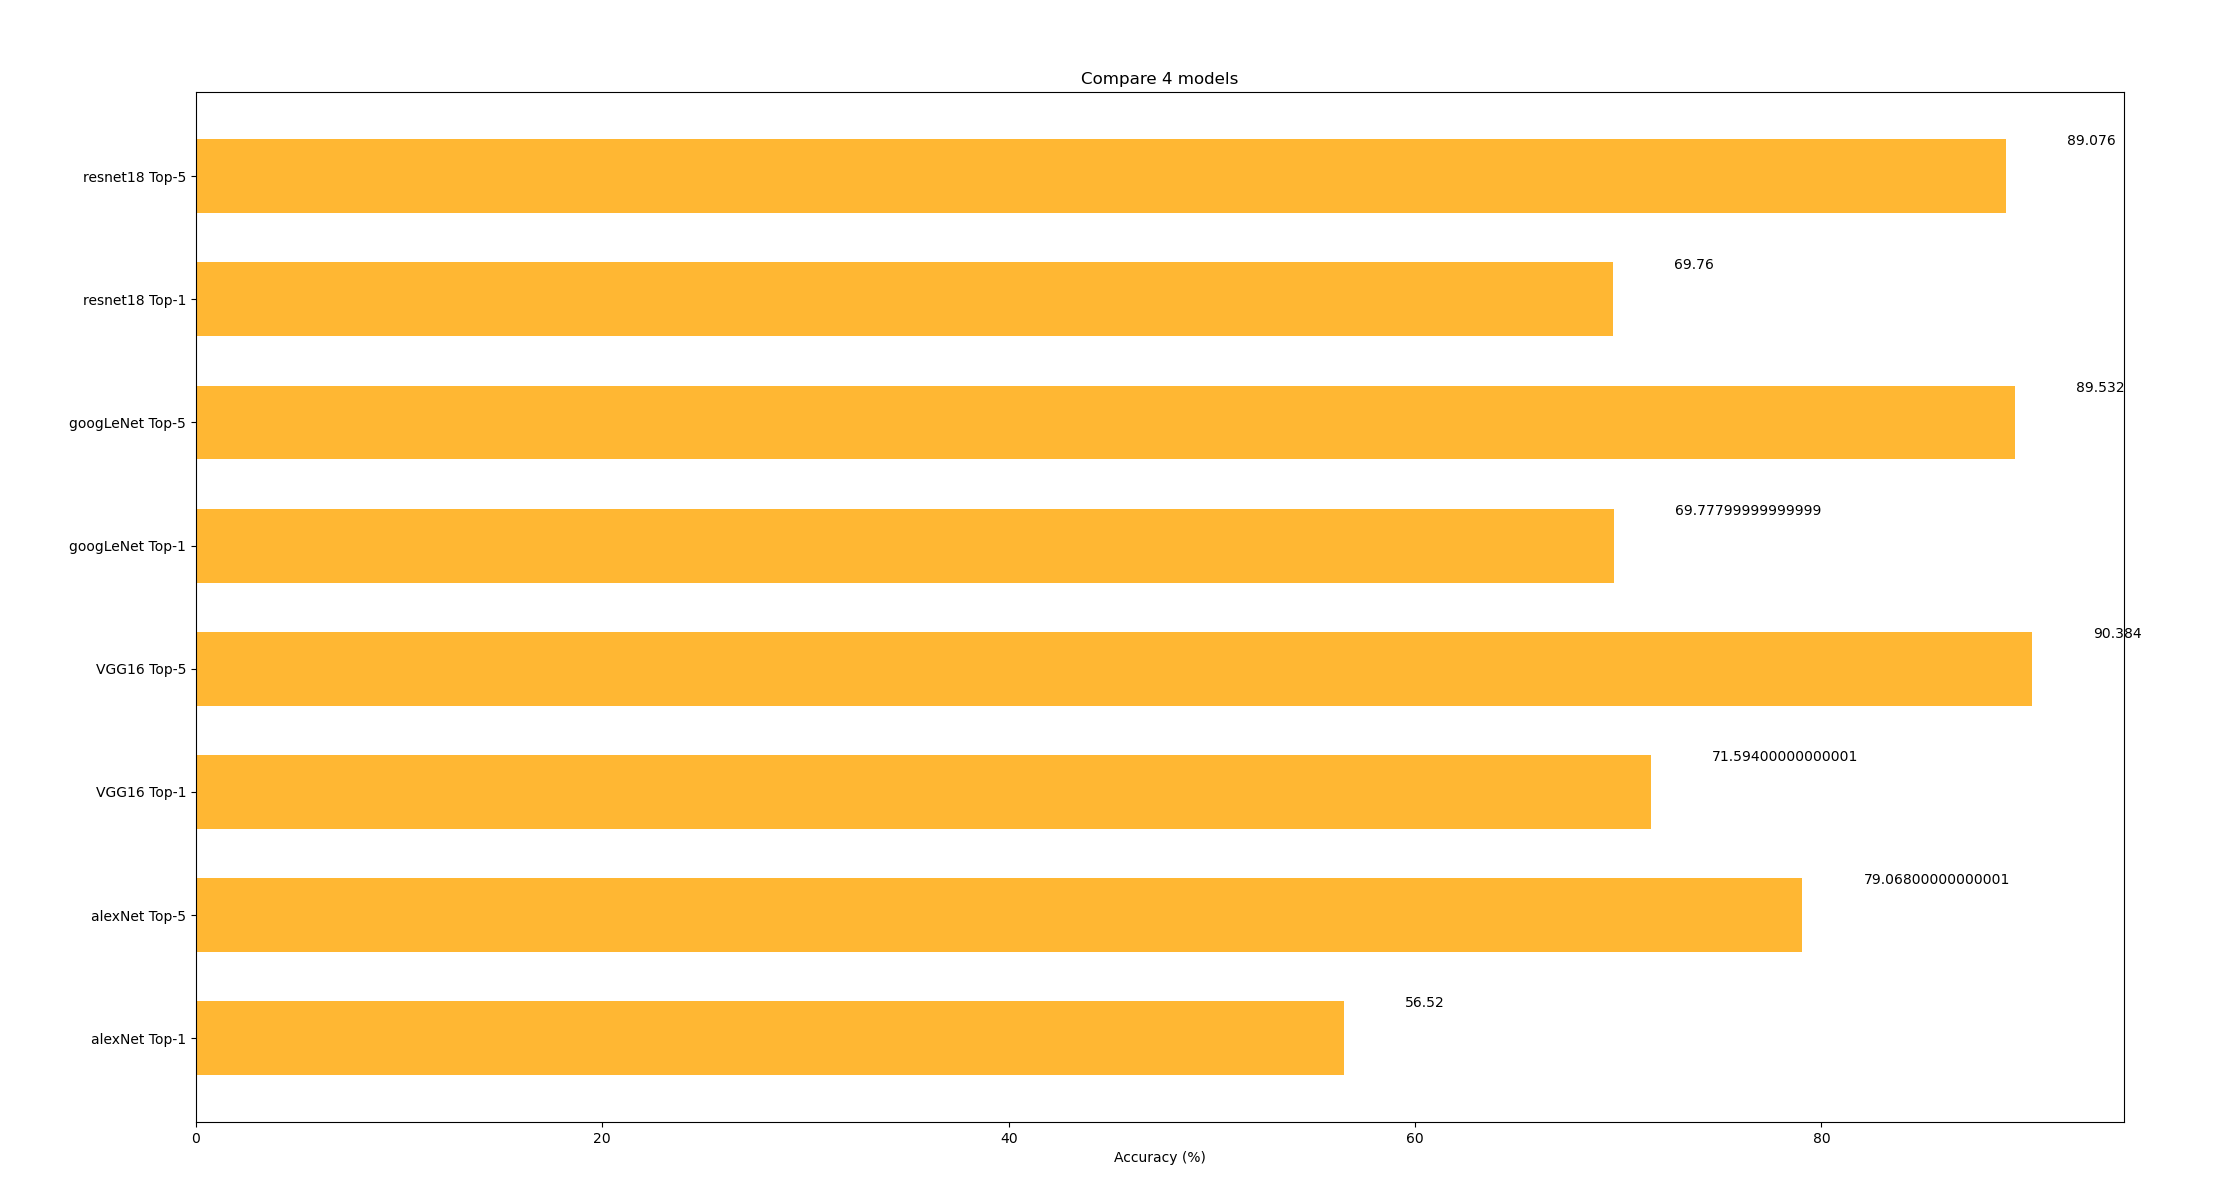 Compare 4 models
resnet18 Top-5
89.076
resnet18 Top-1
69.76
googLeNet Top-5
89.532
googLeNet Top-1
69.77799999999999
VGG16 Top-5
90.384
VGG16 Top-1
71.59400000000001
alexNet Top-5
79.06800000000001
alexNet Top-1
56.52
0 20 40 60 80
Accuracy (%)